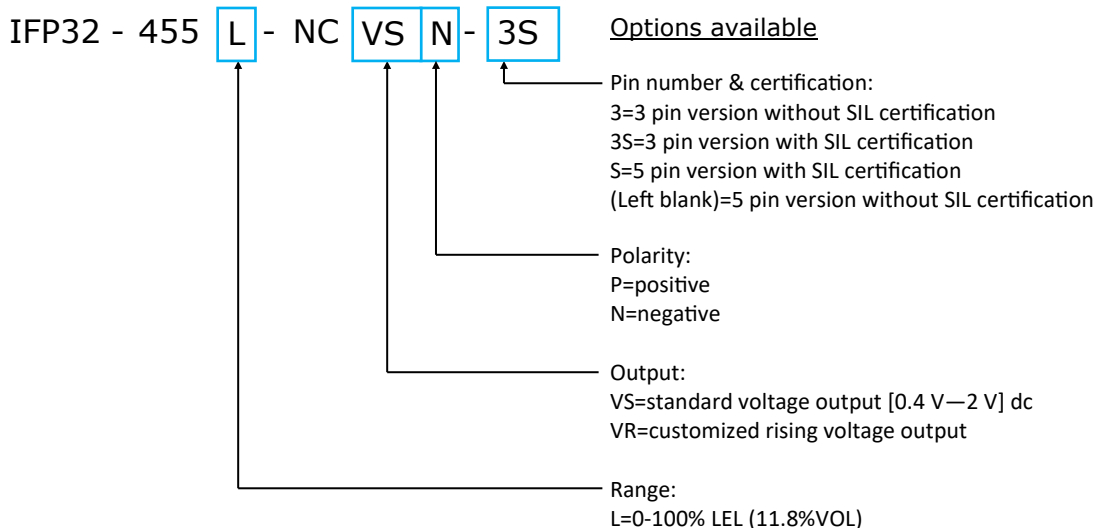 IFP32 - 455 L - NC VS N - 3S
Options available
Pin number & certification:
3=3 pin version without SIL certification
3S=3 pin version with SIL certification
S=5 pin version with SIL certification
(Left blank)=5 pin version without SIL certification
Polarity:
P=positive
N=negative
Output:
VS=standard voltage output [0.4 V—2 V] dc
VR=customized rising voltage output
Range:
L=0-100% LEL (11.8%VOL)